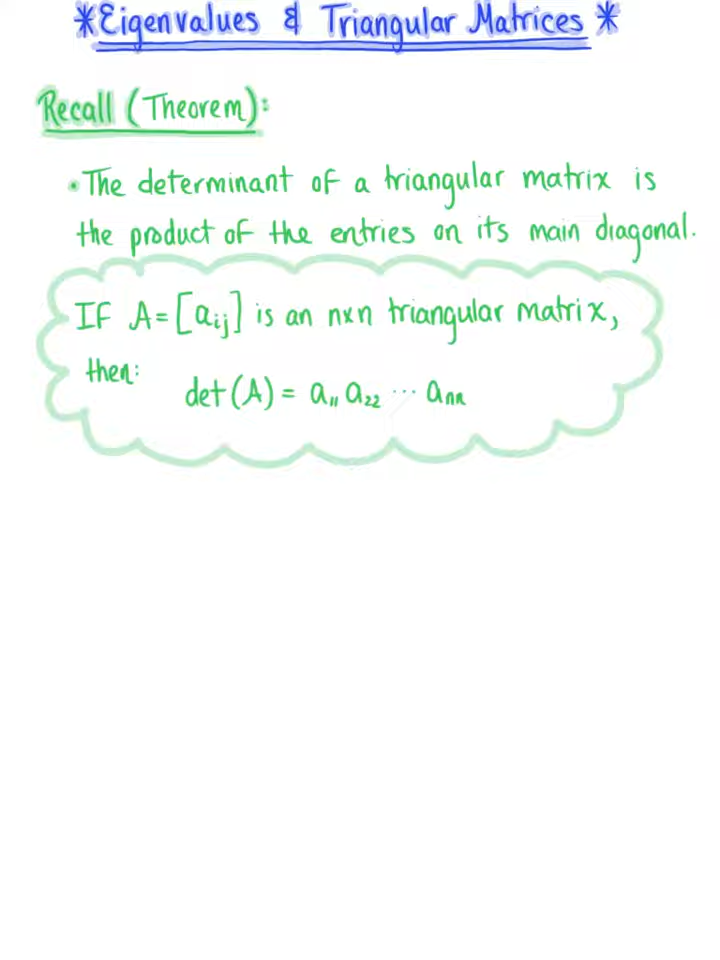 *Eigenvalues & Triangular Matrices*
Recall (Theorem):
• The determinant of a triangular matrix is
the product of the entries on its main diagonal.
If A = [aᵢⱼ] is an n×n triangular matrix,
then:
det(A) = a₁₁ a₂₂ ⋯ aₙₙ